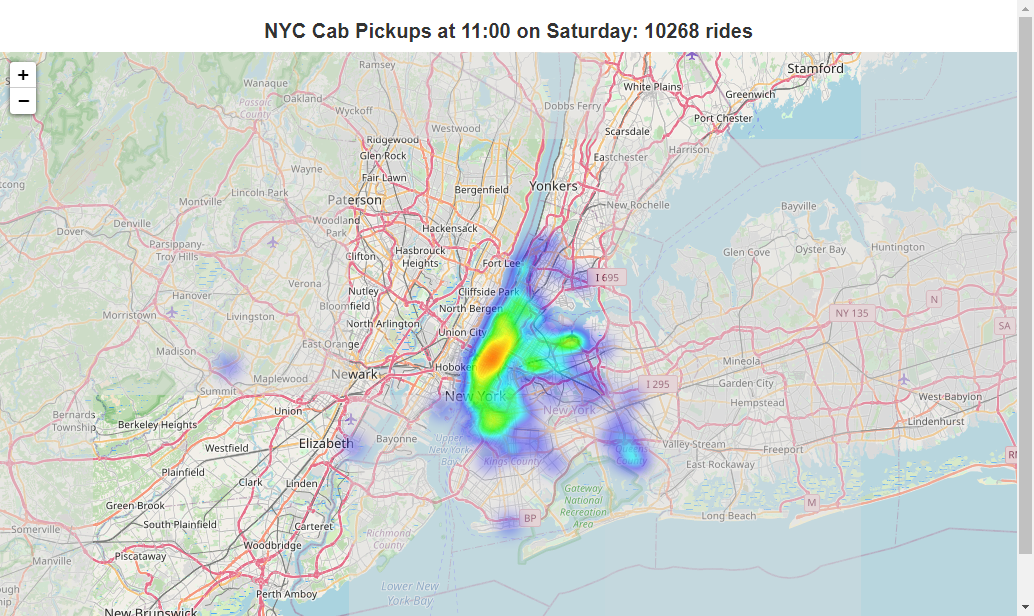 NYC Cab Pickups at 11:00 on Saturday: 10268 rides
+
−
Ramsey
Stamford
Wanaque
Oakland
White Plains
Greenwich
Passaic
County
Wyckoff
Dobbs Ferry
Port Chester
Westwood
Scarsdale
Ridgewood
Harrison
Glen Rock
Eastchester
Wayne
Fair Lawn
Lincoln Park
Bergenfield
Yonkers
Montville
Paterson
New Rochelle
Bayville
Denville
Woodland
Park
Hackensack
Dover
Parsippany-
Troy Hills
Clifton
Hasbrouck
Heights
Fort Lee
Glen Cove
Oyster Bay
Huntington
I 695
Verona
Nutley
Cliffside Park
Hanover
Bloomfield
North Bergen
N
Morristown
Livingston
North Arlington
NY 135
SA
Union City
East Orange
Madison
Mineola
Hoboken
Newark
Summit
Maplewood
I 295
Garden City
New York
West Babylon
Hempstead
Bernards
Township
Union
Bayonne
New York
Berkeley Heights
Lindenhurst
Elizabeth
Upper
New York
Bay
Valley Stream
Freeport
Westfield
Kings County
Queens
County
East Rockaway
RM
Plainfield
Clark
Linden
Gateway
National
Recreation
Area
Green Brook
M
South Plainfield
Carteret
BP
Long Beach
Somerville
Richmond
County
Woodbridge
Piscataway
Manville
Perth Amboy
Lower New
York Bay
New Brunswick